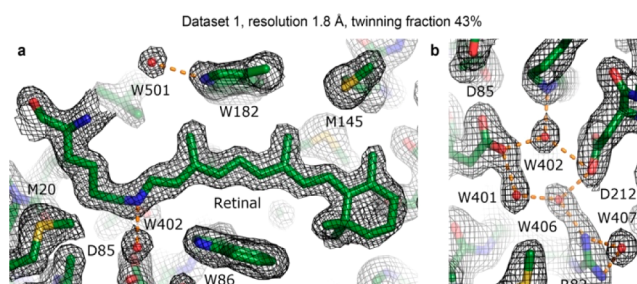 Dataset 1, resolution 1.8 Å, twinning fraction 43%
a
b
W501
W182
M145
D85
W402
M20
Retinal
W401
D212
W402
W406
W407
D85
W86
R82